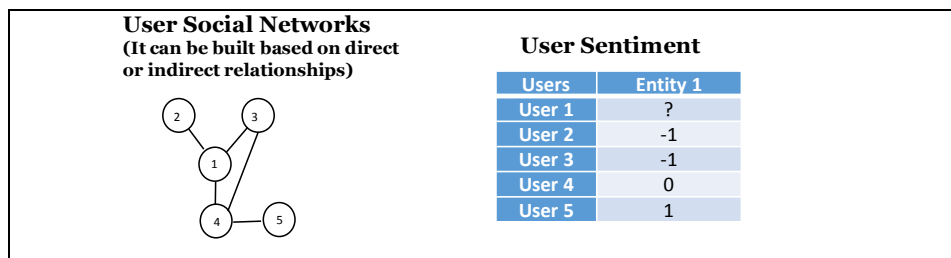 User Social Networks
(It can be built based on direct
or indirect relationships)
2
3
1
4
5
User Sentiment
Users Entity 1
User 1 ?
User 2 -1
User 3 -1
User 4 0
User 5 1